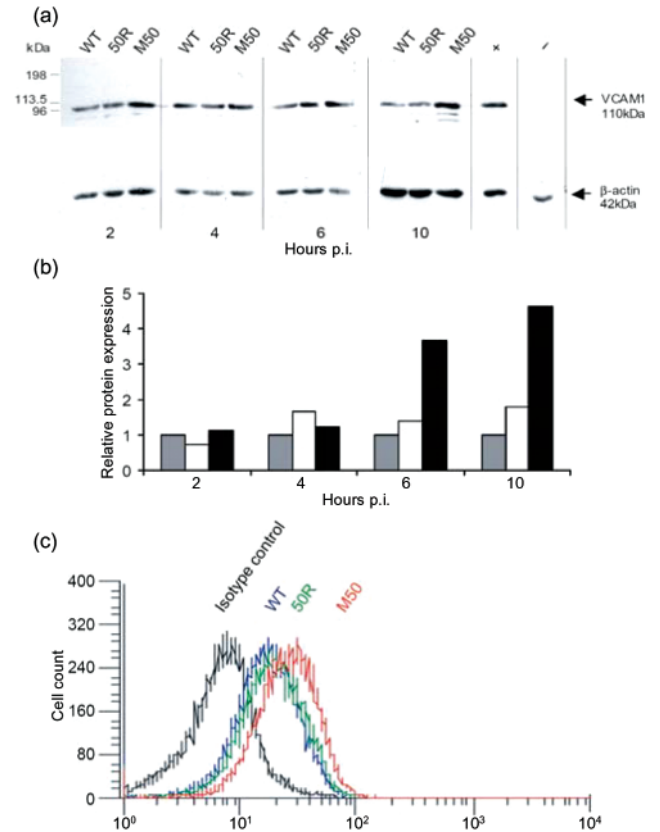 (a)
kDa
WT 50R M50 WT 50R M50 WT 50R M50 WT 50R M50
198
113.5
96
VCAM1
110kDa
β-actin
42kDa
2 4 6 10
Hours p.i.
(b)
Relative protein expression
5
4
3
2
1
0
2 4 6 10
Hours p.i.
(c)
Isotype control
WT
50R
M50
Cell count
400
320
240
160
80
0
10⁰ 10¹ 10² 10³ 10⁴